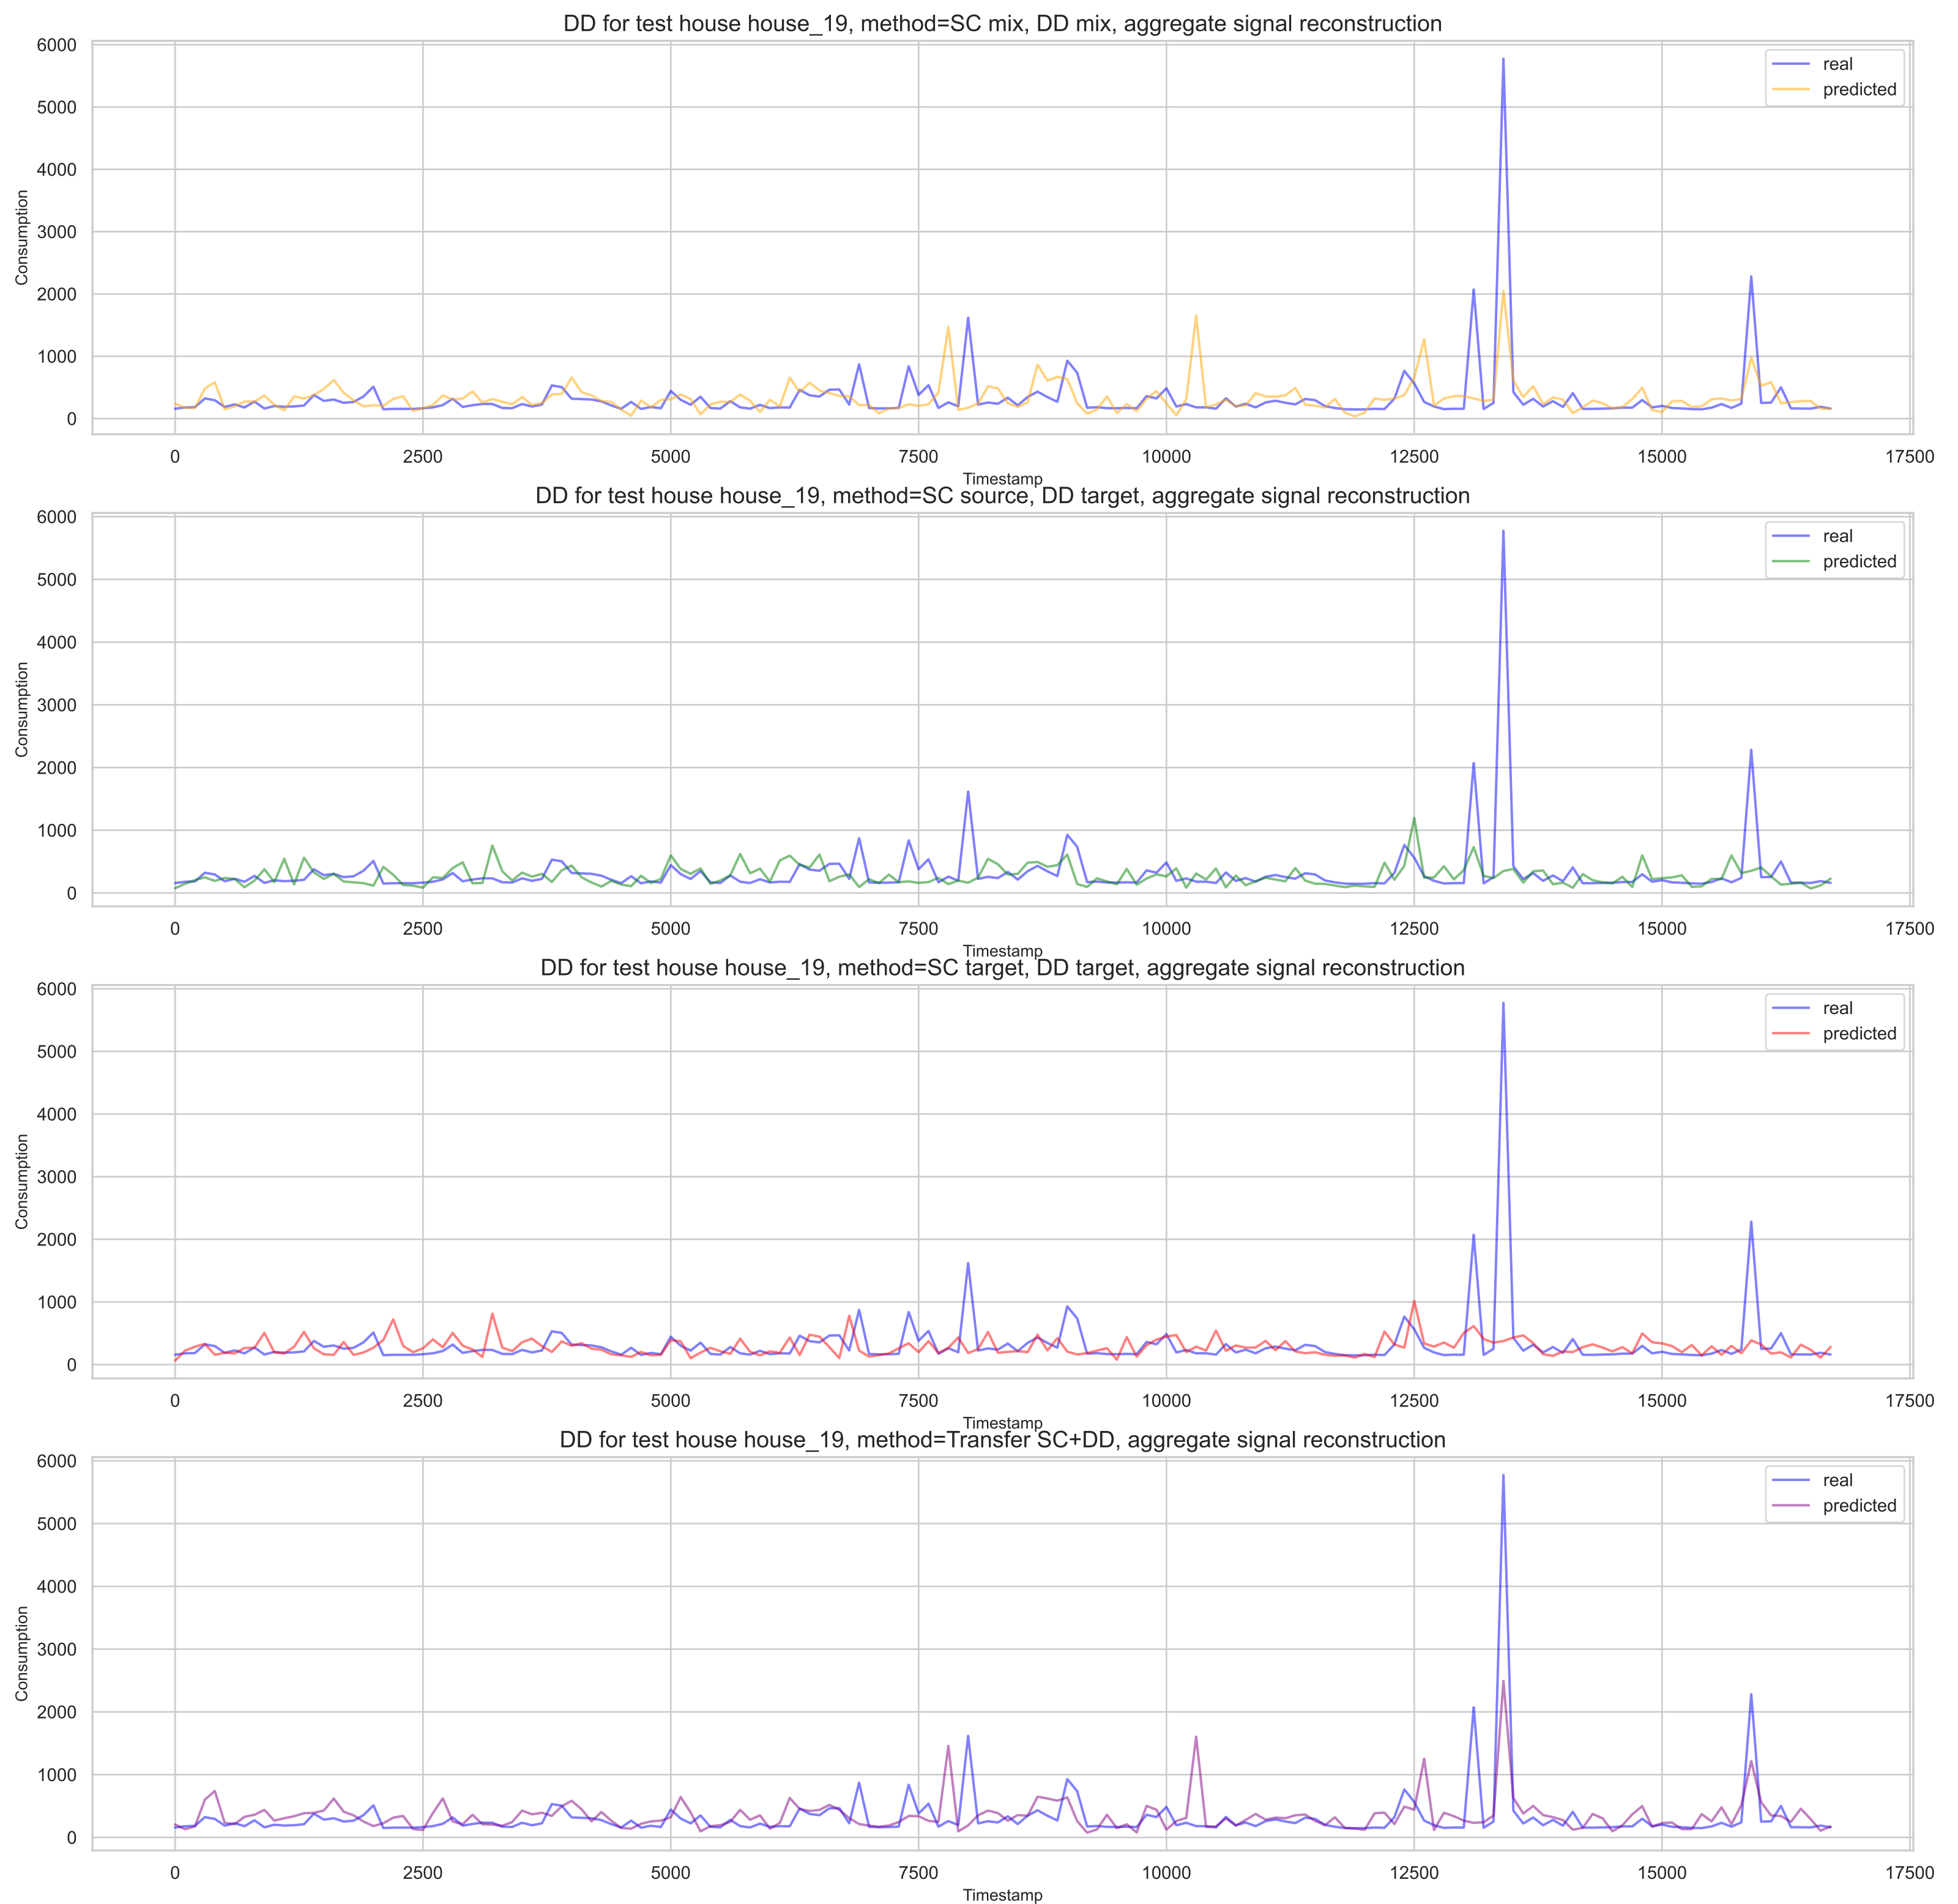 DD for test house house_19, method=SC mix, DD mix, aggregate signal reconstruction
6000
5000
4000
3000
2000
1000
0
Consumption
real
predicted
0 2500 5000 7500 10000 12500 15000 17500
Timestamp
DD for test house house_19, method=SC source, DD target, aggregate signal reconstruction
6000
5000
4000
3000
2000
1000
0
Consumption
real
predicted
0 2500 5000 7500 10000 12500 15000 17500
Timestamp
DD for test house house_19, method=SC target, DD target, aggregate signal reconstruction
6000
5000
4000
3000
2000
1000
0
Consumption
real
predicted
0 2500 5000 7500 10000 12500 15000 17500
Timestamp
DD for test house house_19, method=Transfer SC+DD, aggregate signal reconstruction
6000
5000
4000
3000
2000
1000
0
Consumption
real
predicted
0 2500 5000 7500 10000 12500 15000 17500
Timestamp